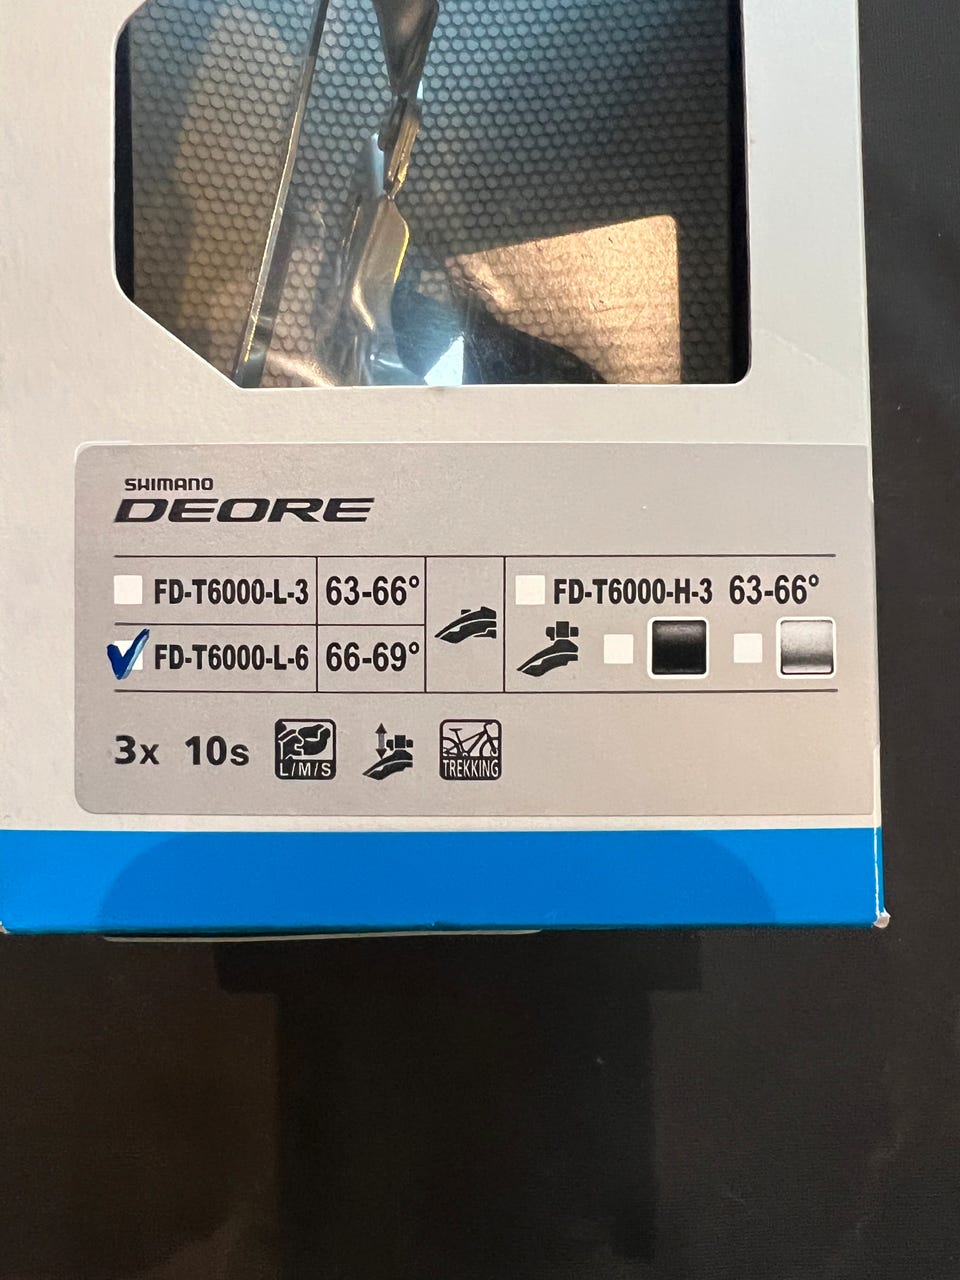 SHIMANO
DEORE
FD-T6000-L-3 63-66°
FD-T6000-L-6 66-69°
FD-T6000-H-3 63-66°
3x 10s
L/M/S
TREKKING